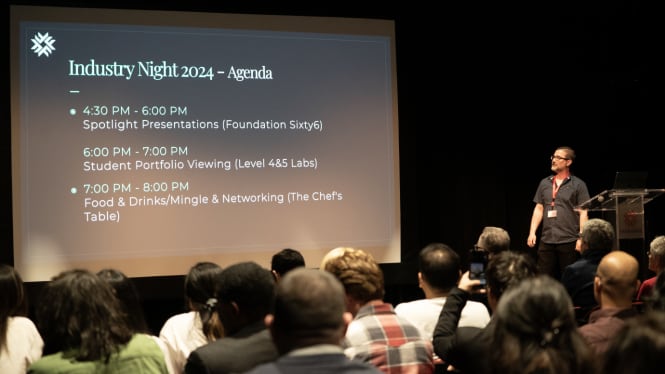 Industry Night 2024 - Agenda
4:30 PM - 6:00 PM
Spotlight Presentations (Foundation Sixty6)
6:00 PM - 7:00 PM
Student Portfolio Viewing (Level 4&5 Labs)
7:00 PM - 8:00 PM
Food & Drinks/Mingle & Networking (The Chef's
Table)